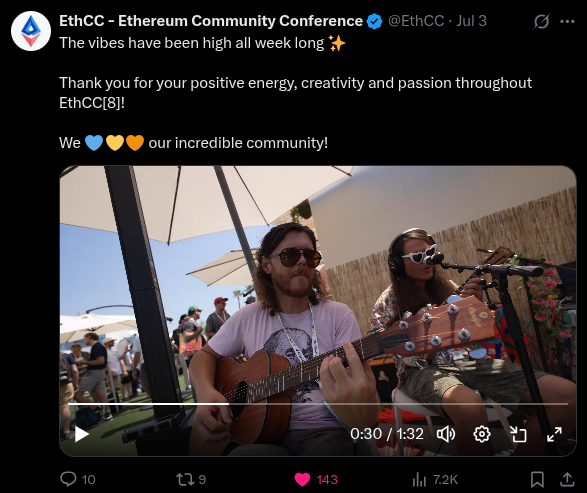 EthCC - Ethereum Community Conference @EthCC · Jul 3
The vibes have been high all week long ✨
Thank you for your positive energy, creativity and passion throughout
EthCC[8]!
We 💙💛🧡 our incredible community!
0:30 / 1:32
10 9 143 7.2K